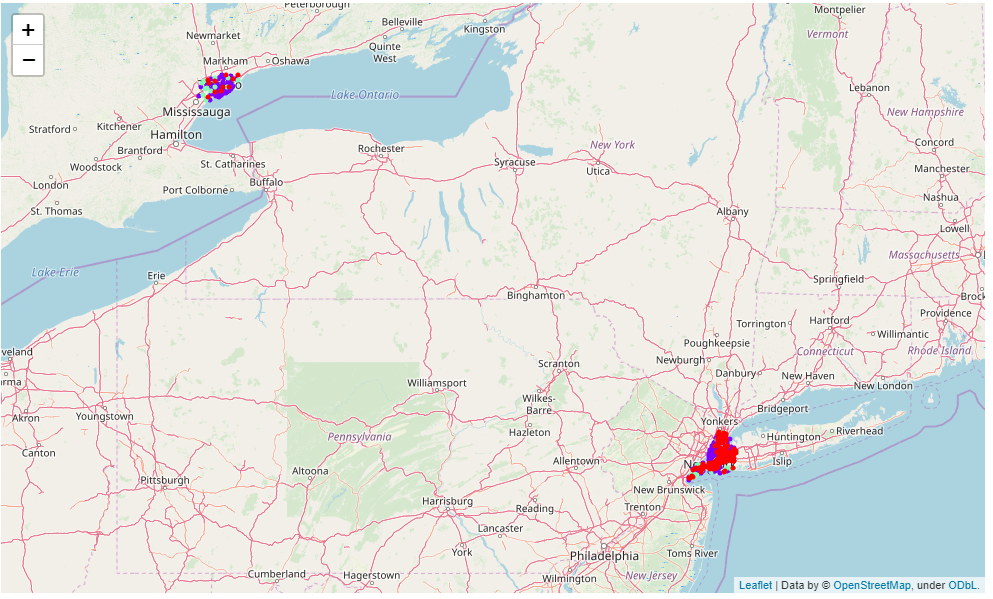 Peterborough
Montpelier
+
Belleville
Kingston
Newmarket
Vermont
Quinte
West
Markham
Oshawa
−
Lebanon
Lake Ontario
Mississauga
New Hampshire
Stratford
Kitchener
Hamilton
Concord
New York
Brantford
Rochester
St. Catharines
Syracuse
Utica
Manchester
Woodstock
London
Buffalo
Port Colborne
Nashua
St. Thomas
Albany
Lowell
Massachusetts
Lake Erie
Erie
Springfield
Binghamton
Brock
Providence
Torrington
Hartford
Willimantic
Poughkeepsie
veland
Newburgh
Connecticut
Rhode Island
Scranton
Danbury
New Haven
rma
Williamsport
New London
Wilkes-
Barre
Bridgeport
Akron
Youngstown
Yonkers
Hazleton
Riverhead
Pennsylvania
Huntington
Canton
Allentown
Islip
Altoona
Pittsburgh
New Brunswick
Harrisburg
Reading
Trenton
Lancaster
York
Philadelphia
Toms River
Cumberland
Hagerstown
Wilmington
New Jersey
Leaflet | Data by © OpenStreetMap, under ODbL.